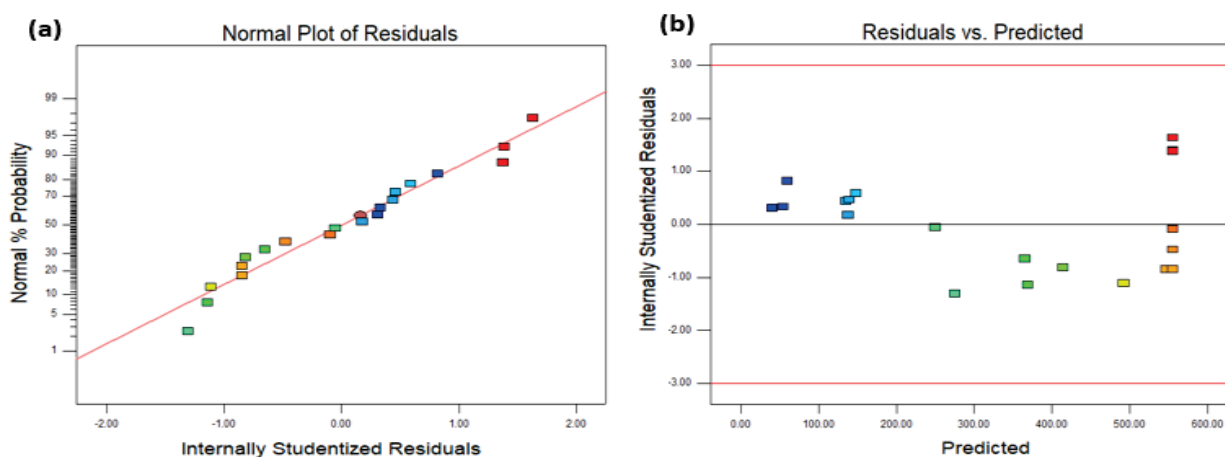 (a)
Normal Plot of Residuals
Normal % Probability
99
95
90
80
70
50
30
20
10
5
1
-2.00 -1.00 0.00 1.00 2.00
Internally Studentized Residuals
(b)
Residuals vs. Predicted
Internally Studentized Residuals
3.00
2.00
1.00
0.00
-1.00
-2.00
-3.00
0.00 100.00 200.00 300.00 400.00 500.00 600.00
Predicted